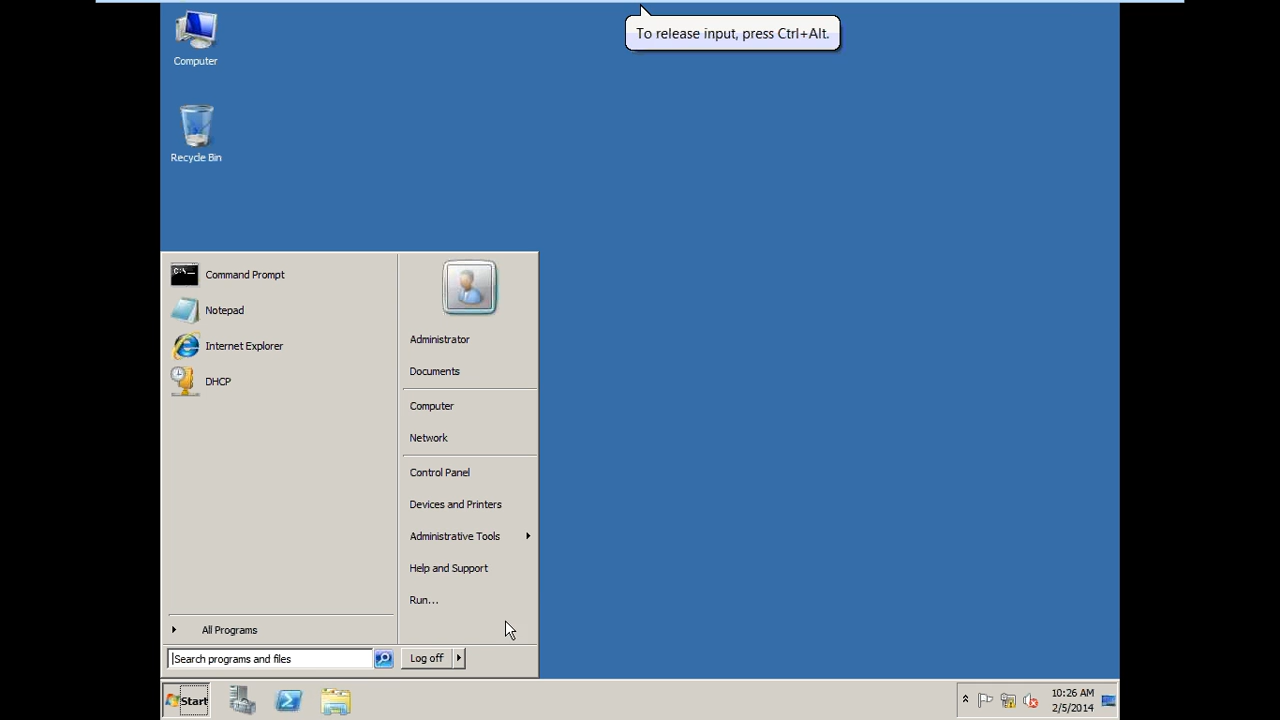 To release input, press Ctrl+Alt.
Computer
Recycle Bin
Command Prompt
Notepad
Internet Explorer
DHCP
All Programs
Search programs and files
Administrator
Documents
Computer
Network
Control Panel
Devices and Printers
Administrative Tools
Help and Support
Run...
Log off
Start
10:26 AM
2/5/2014